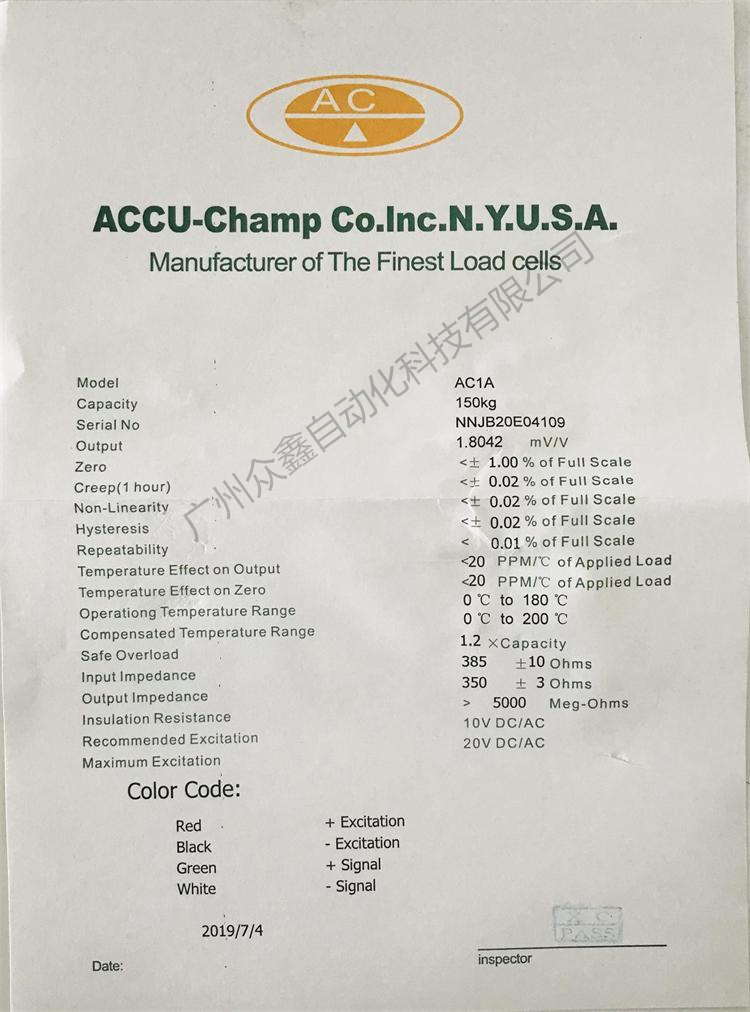 AC
ACCU-Champ Co.Inc.N.Y.U.S.A.
Manufacturer of The Finest Load cells
广州众鑫自动化科技有限公司
Model AC1A
Capacity 150kg
Serial No NNJB20E04109
Output 1.8042 mV/V
Zero <± 1.00 % of Full Scale
Creep(1 hour) <± 0.02 % of Full Scale
Non-Linearity <± 0.02 % of Full Scale
Hysteresis <± 0.02 % of Full Scale
Repeatability < 0.01 % of Full Scale
Temperature Effect on Output <20 PPM/℃ of Applied Load
Temperature Effect on Zero <20 PPM/℃ of Applied Load
Operationg Temperature Range 0 ℃ to 180 ℃
Compensated Temperature Range 0 ℃ to 200 ℃
Safe Overload 1.2 ×Capacity
Input Impedance 385 ±10 Ohms
Output Impedance 350 ± 3 Ohms
Insulation Resistance > 5000 Meg-Ohms
Recommended Excitation 10V DC/AC
Maximum Excitation 20V DC/AC
Color Code:
Red + Excitation
Black - Excitation
Green + Signal
White - Signal
2019/7/4
Date:
PASS
inspector